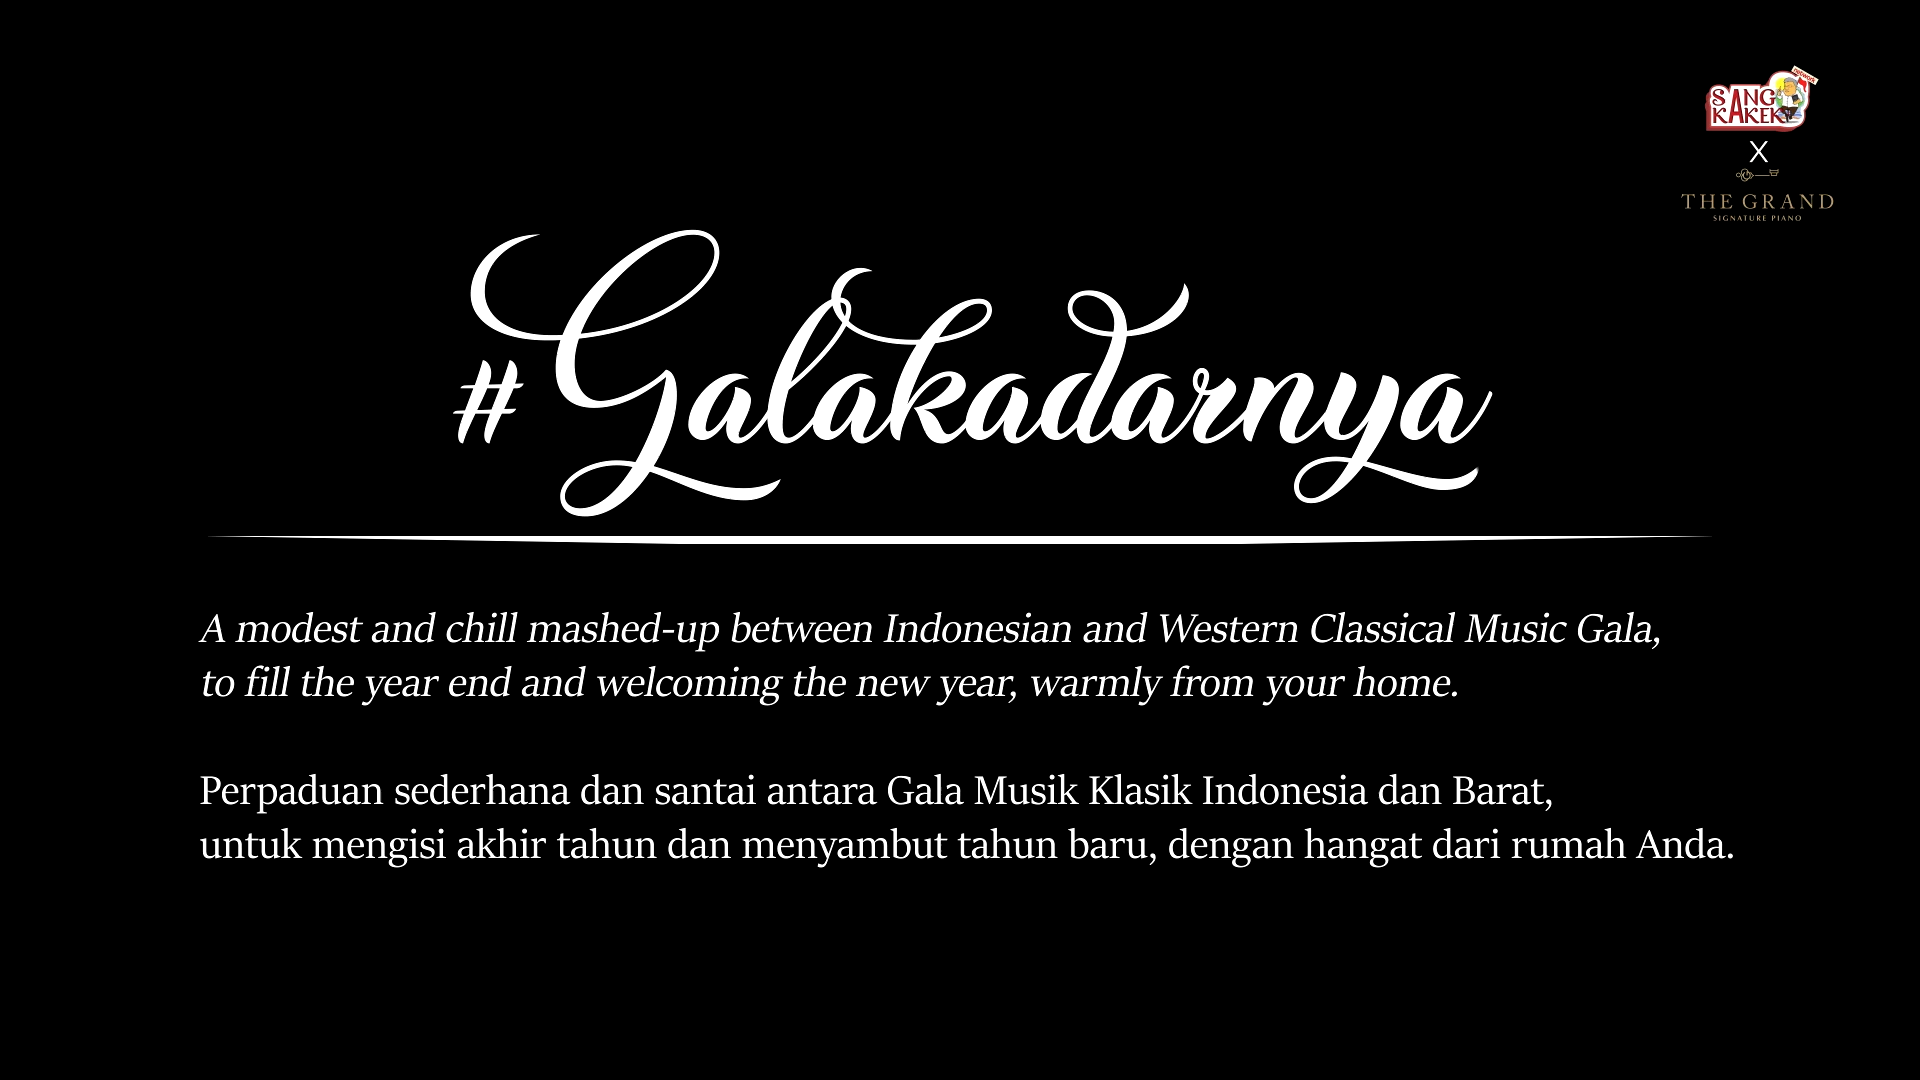 network
SANG
KAKEK
X
THE GRAND
SIGNATURE PIANO
#Galakadarnya
A modest and chill mashed-up between Indonesian and Western Classical Music Gala,
to fill the year end and welcoming the new year, warmly from your home.
Perpaduan sederhana dan santai antara Gala Musik Klasik Indonesia dan Barat,
untuk mengisi akhir tahun dan menyambut tahun baru, dengan hangat dari rumah Anda.